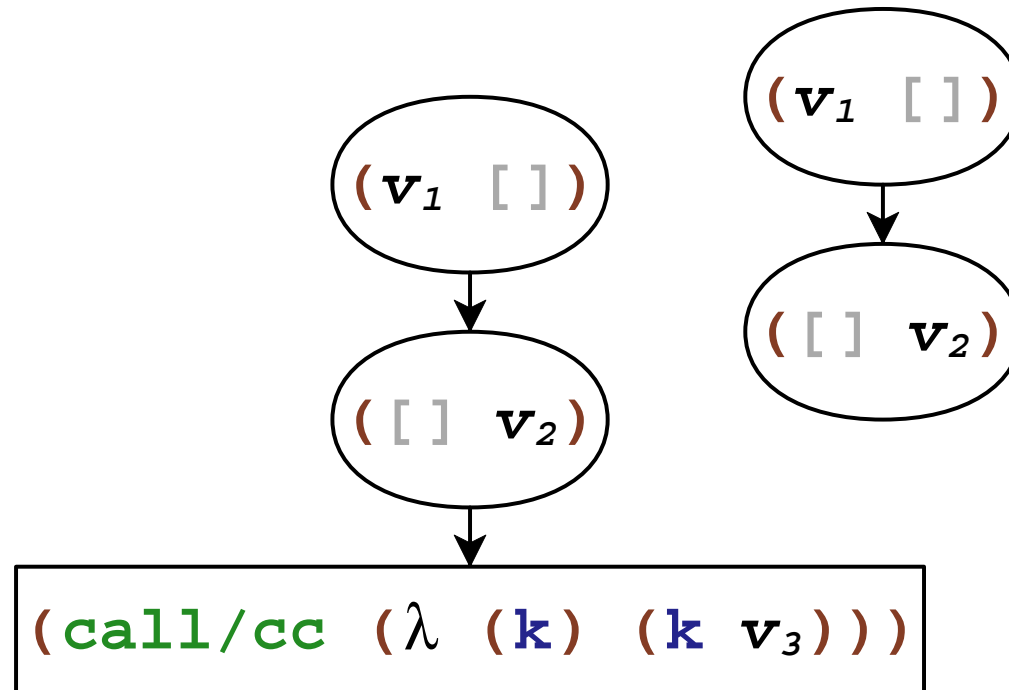 (v₁ [])
(v₁ [])
([] v₂)
([] v₂)
(call/cc (λ (k) (k v₃)))